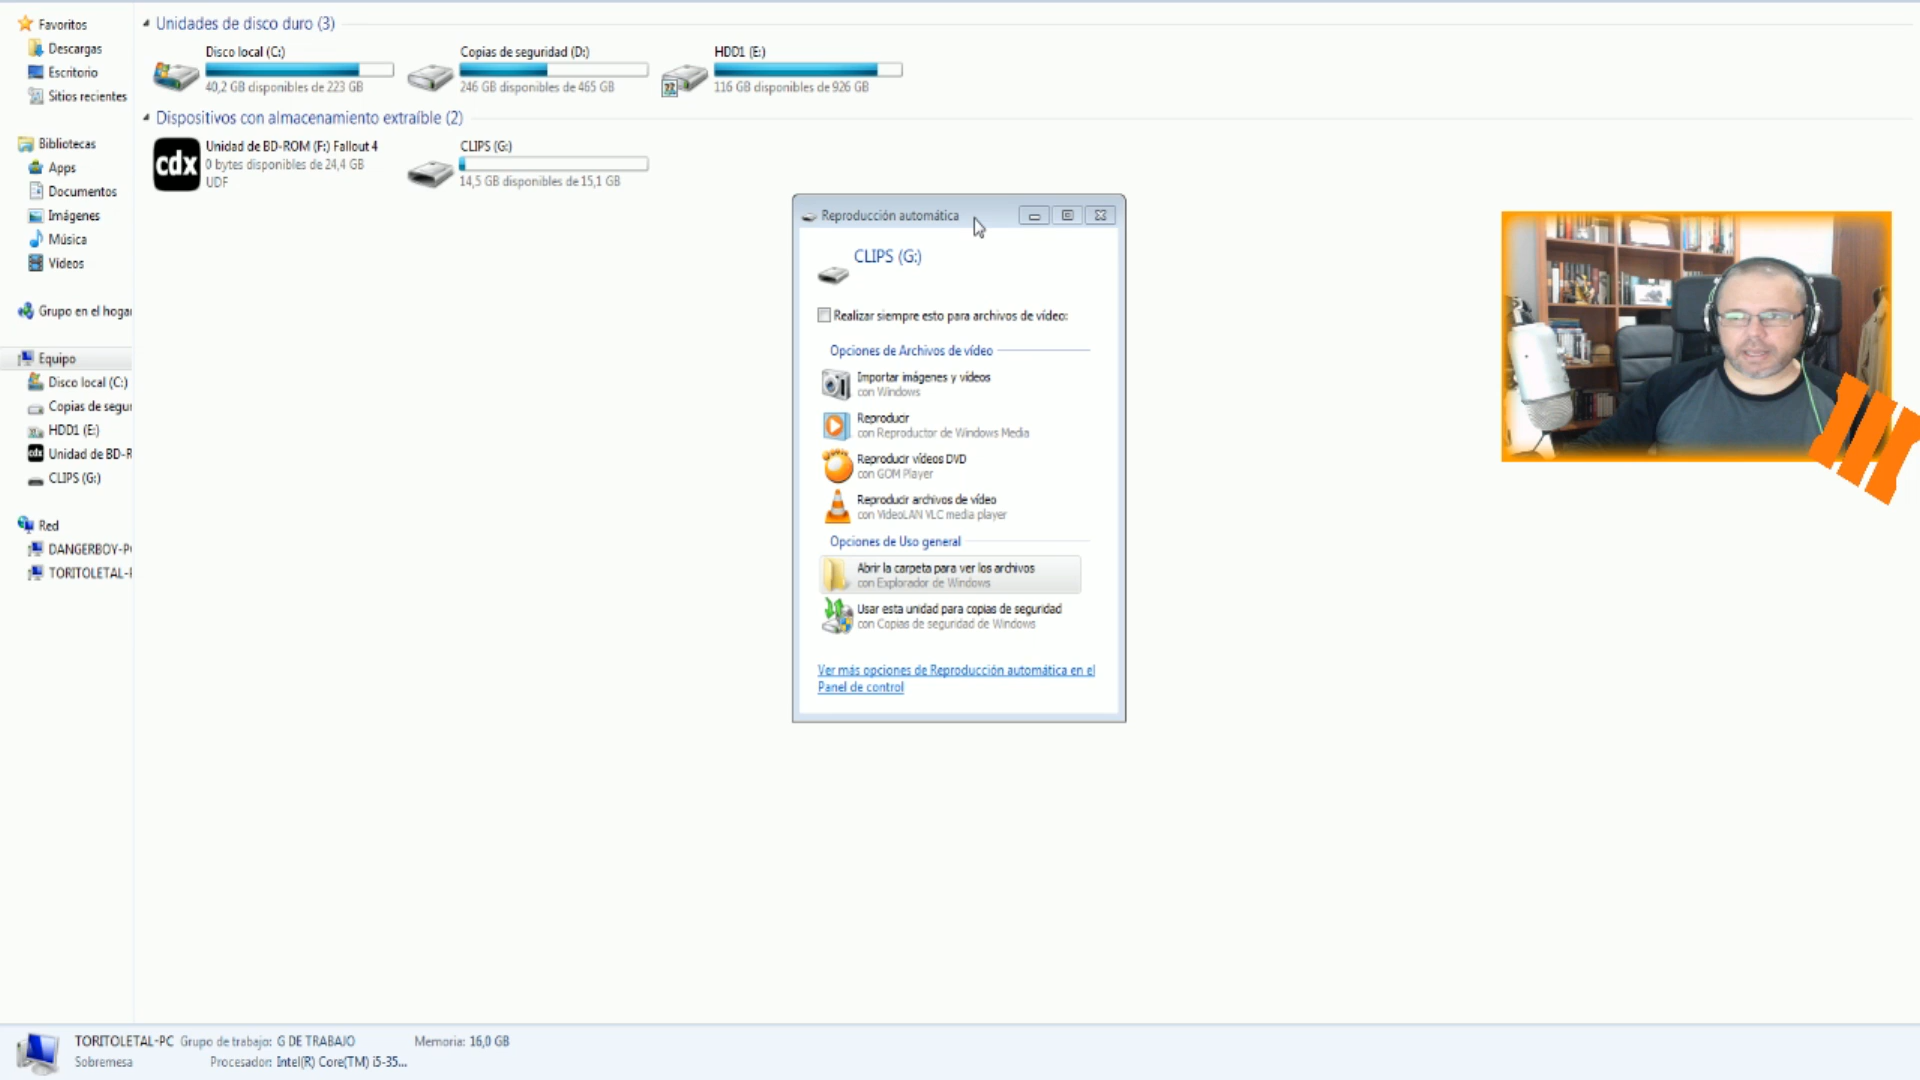 Favoritos
Descargas
Escritorio
Sitios recientes
Bibliotecas
Apps
Documentos
Imágenes
Música
Vídeos
Grupo en el hogar
Equipo
Disco local (C:)
Copias de segur
HDD1 (E:)
Unidad de BD-R
CLIPS (G:)
Red
DANGERBOY-P
TORITOLETAL-P
Unidades de disco duro (3)
Disco local (C:)
40,2 GB disponibles de 223 GB
Copias de seguridad (D:)
246 GB disponibles de 465 GB
HDD1 (E:)
116 GB disponibles de 926 GB
Dispositivos con almacenamiento extraíble (2)
cdx
Unidad de BD-ROM (F:) Fallout 4
0 bytes disponibles de 24,4 GB
UDF
CLIPS (G:)
14,5 GB disponibles de 15,1 GB
Reproducción automática
CLIPS (G:)
Realizar siempre esto para archivos de vídeo:
Opciones de Archivos de vídeo
Importar imágenes y vídeos
con Windows
Reproducir
con Reproductor de Windows Media
Reproducir vídeos DVD
con GOM Player
Reproducir archivos de vídeo
con VideoLAN VLC media player
Opciones de Uso general
Abrir la carpeta para ver los archivos
con Explorador de Windows
Usar esta unidad para copias de seguridad
con Copias de seguridad de Windows
Ver más opciones de Reproducción automática en el
Panel de control
TORITOLETAL-PC Grupo de trabajo: G DE TRABAJO Memoria: 16,0 GB
Sobremesa Procesador: Intel(R) Core(TM) i5-35...